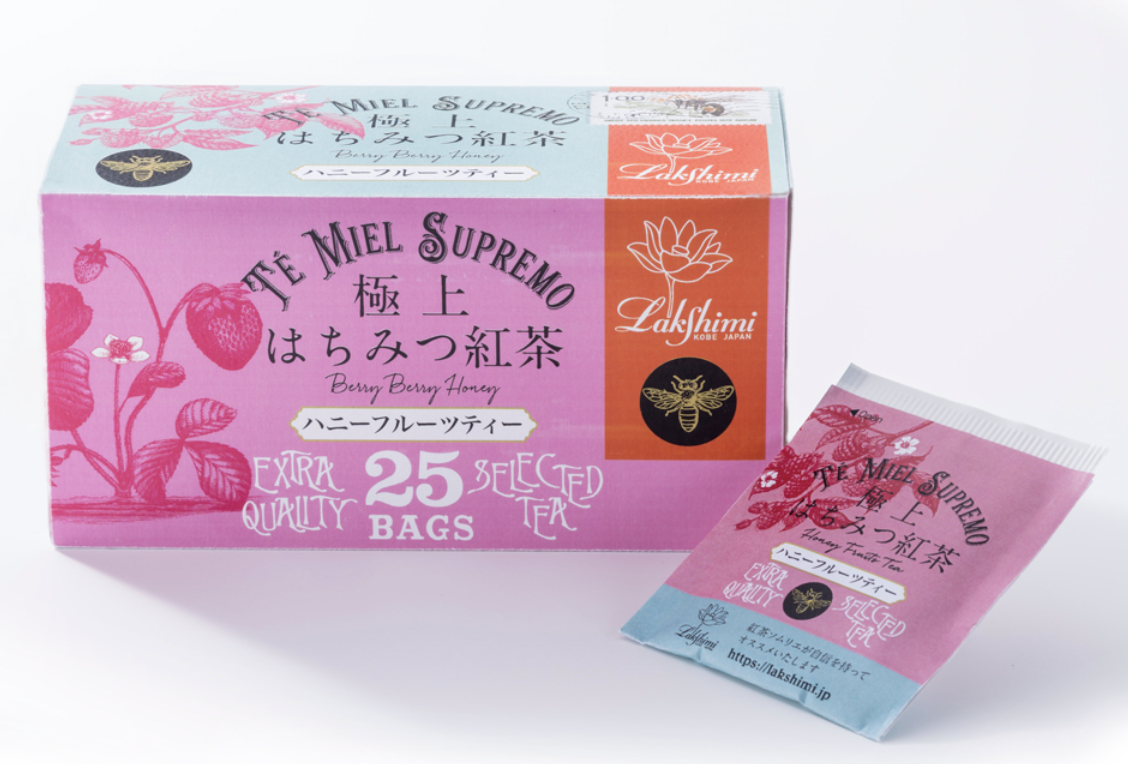 TÉ MIEL SUPREMO
極上
はちみつ紅茶
Berry Berry Honey
ハニーフルーツティー
100
Lakshimi
KOBE JAPAN
TÉ MIEL SUPREMO
極上
はちみつ紅茶
Berry Berry Honey
ハニーフルーツティー
EXTRA QUALITY
25 BAGS
SELECTED TEA
Lakshimi
KOBE JAPAN
Open
TÉ MIEL SUPREMO
極上
はちみつ紅茶
Honey Fruits Tea
ハニーフルーツティー
EXTRA QUALITY
SELECTED TEA
Lakshimi
紅茶ソムリエが自信を持って
オススメいたします
https://lakshimi.jp